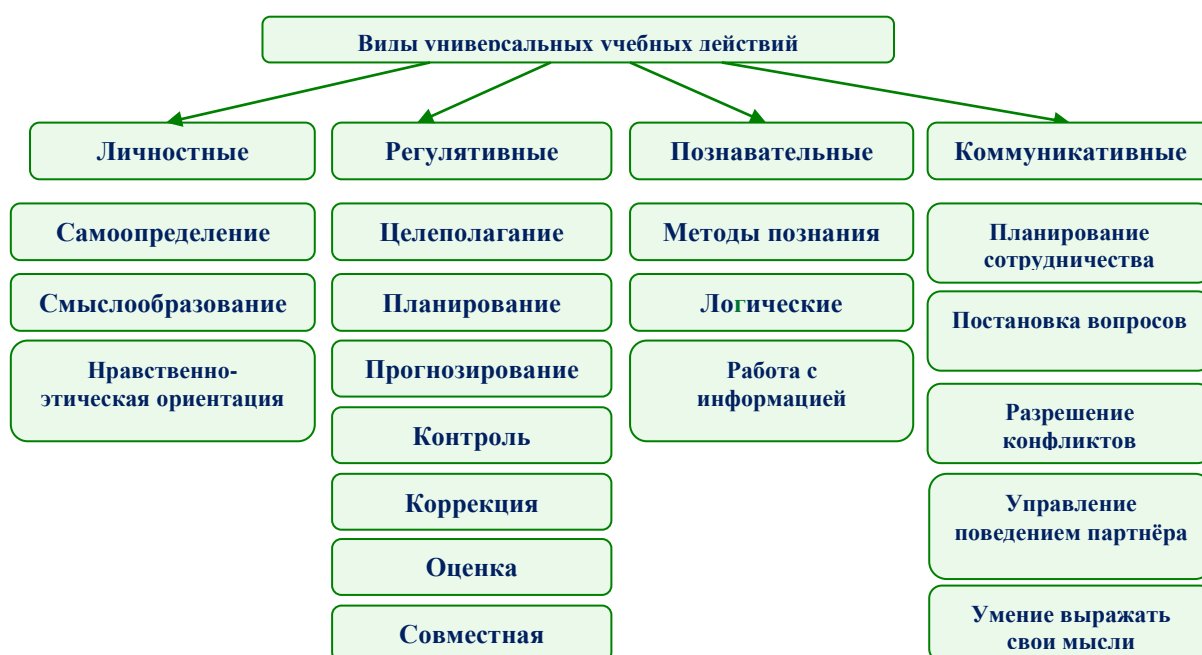 Виды универсальных учебных действий
Личностные
Регулятивные
Познавательные
Коммуникативные
Самоопределение
Смыслообразование
Нравственно-
этическая ориентация
Целеполагание
Планирование
Прогнозирование
Контроль
Коррекция
Оценка
Совместная
Методы познания
Логические
Работа с
информацией
Планирование
сотрудничества
Постановка вопросов
Разрешение
конфликтов
Управление
поведением партнёра
Умение выражать
свои мысли